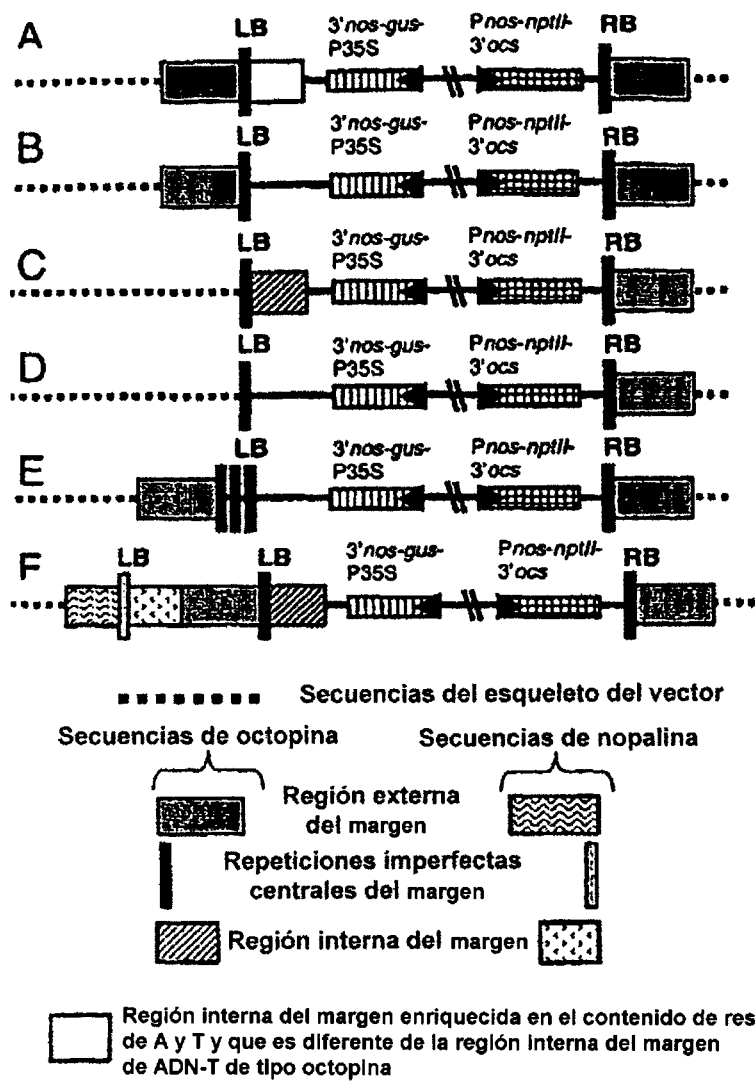 A
LB
3'nos-gus-
P35S
Pnos-nptII-
3'ocs
RB
B
LB
3'nos-gus-
P35S
Pnos-nptII-
3'ocs
RB
C
LB
3'nos-gus-
P35S
Pnos-nptII-
3'ocs
RB
D
LB
3'nos-gus-
P35S
Pnos-nptII-
3'ocs
RB
E
LB
3'nos-gus-
P35S
Pnos-nptII-
3'ocs
RB
F
LB
LB
3'nos-gus-
P35S
Pnos-nptII-
3'ocs
RB
Secuencias del esqueleto del vector
Secuencias de octopina
Secuencias de nopalina
Región externa
del margen
Repeticiones imperfectas
centrales del margen
Región interna del margen
Región interna del margen enriquecida en el contenido de res
de A y T y que es diferente de la región interna del margen
de ADN-T de tipo octopina